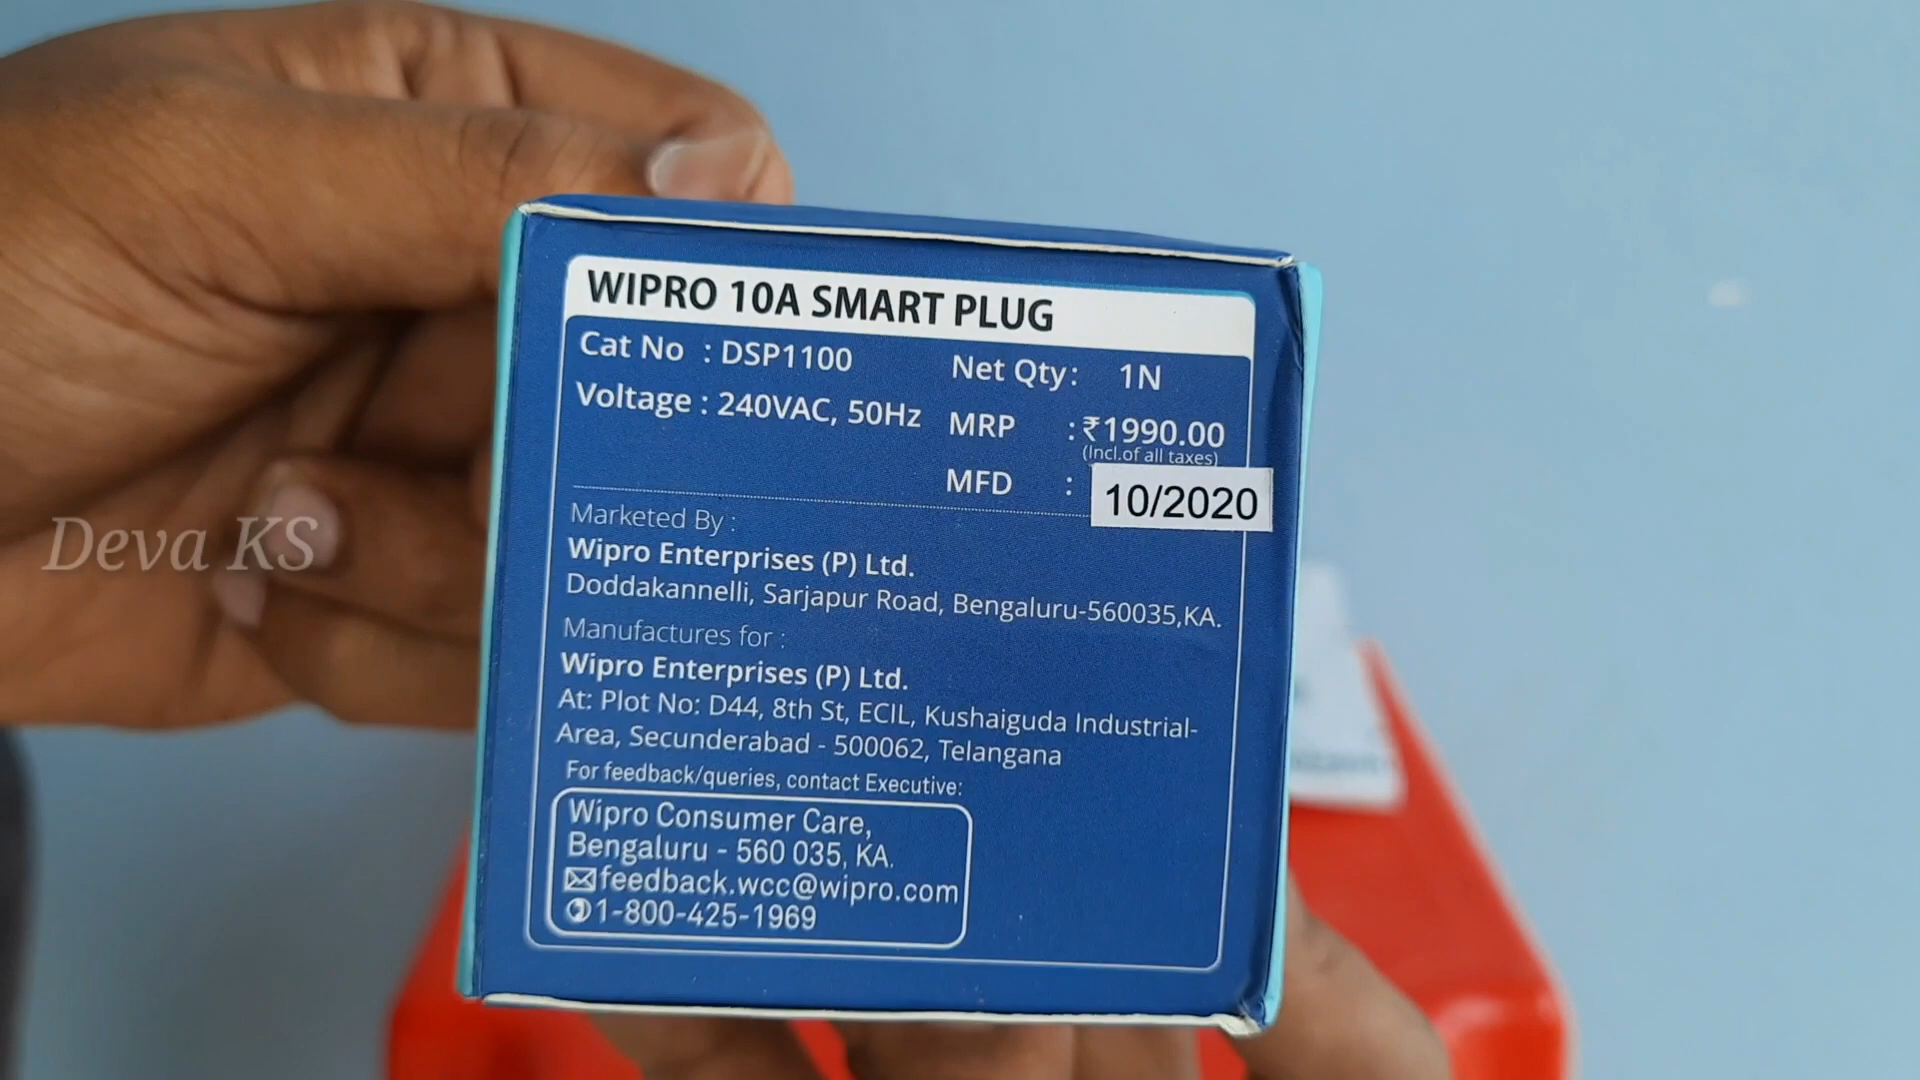 WIPRO 10A SMART PLUG
Cat No : DSP1100
Net Qty: 1N
Voltage : 240VAC, 50Hz
MRP : ₹1990.00
(Incl.of all taxes)
MFD : 10/2020
Marketed By :
Wipro Enterprises (P) Ltd.
Doddakannelli, Sarjapur Road, Bengaluru-560035,KA.
Manufactures for :
Wipro Enterprises (P) Ltd.
At: Plot No: D44, 8th St, ECIL, Kushaiguda Industrial-
Area, Secunderabad - 500062, Telangana
For feedback/queries, contact Executive:
Wipro Consumer Care,
Bengaluru - 560 035, KA.
feedback.wcc@wipro.com
1-800-425-1969
Deva KS